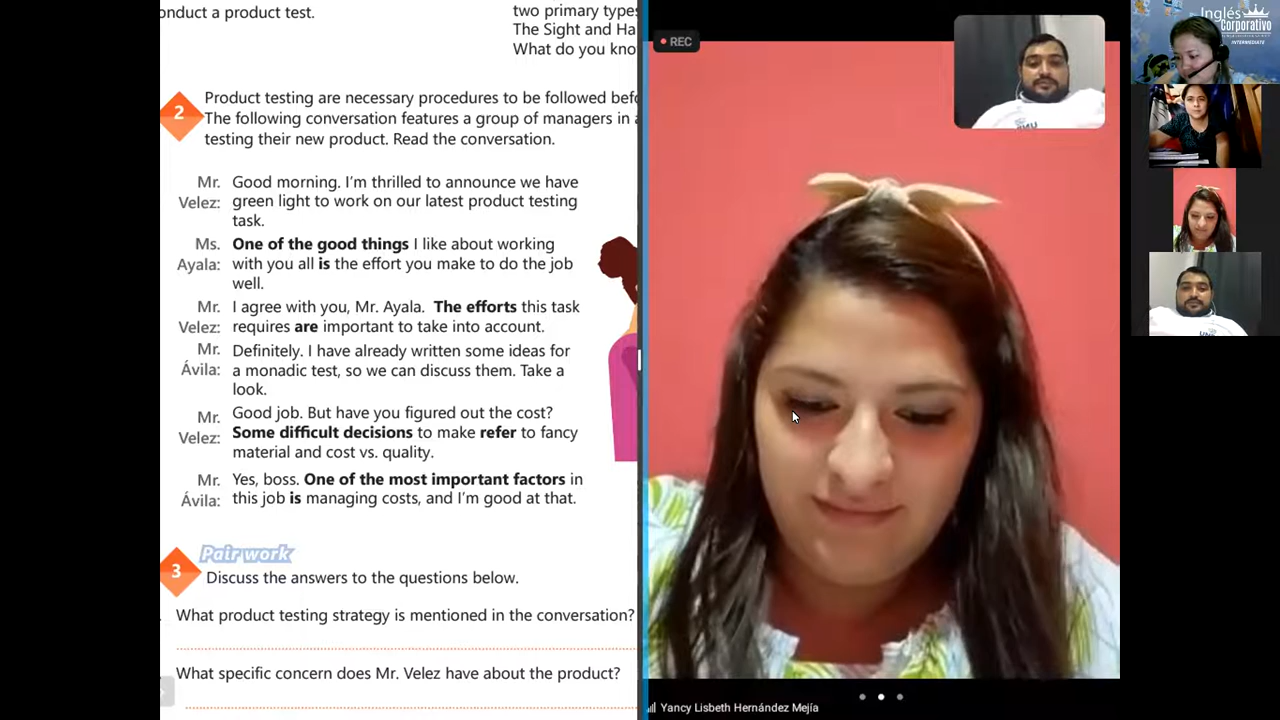 onduct a product test.
two primary types
The Sight and Ha
What do you kno
2
Product testing are necessary procedures to be followed befo
The following conversation features a group of managers in a
testing their new product. Read the conversation.
Mr. Velez: Good morning. I'm thrilled to announce we have
green light to work on our latest product testing
task.
Ms. Ayala: One of the good things I like about working
with you all is the effort you make to do the job
well.
Mr. Velez: I agree with you, Mr. Ayala. The efforts this task
requires are important to take into account.
Mr. Ávila: Definitely. I have already written some ideas for
a monadic test, so we can discuss them. Take a
look.
Mr. Velez: Good job. But have you figured out the cost?
Some difficult decisions to make refer to fancy
material and cost vs. quality.
Mr. Ávila: Yes, boss. One of the most important factors in
this job is managing costs, and I'm good at that.
Pair work
3
Discuss the answers to the questions below.
What product testing strategy is mentioned in the conversation?
What specific concern does Mr. Velez have about the product?
REC
Yancy Lisbeth Hernández Mejía
Inglés
Corporativo
INTERMEDIATE